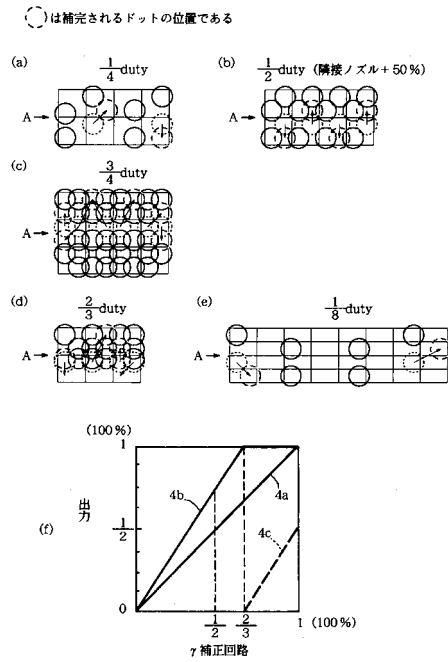 は補完されるドットの位置である
(a) 1/4 duty
(b) 1/2 duty (隣接ノズル+50%)
A→
A→
(c) 3/4 duty
A→
(d) 2/3 duty
(e) 1/8 duty
A→
A→
(f)
(100%)
1
4b
4a
出力
1/2
4c
0
1/2
2/3
1 (100%)
γ補正回路